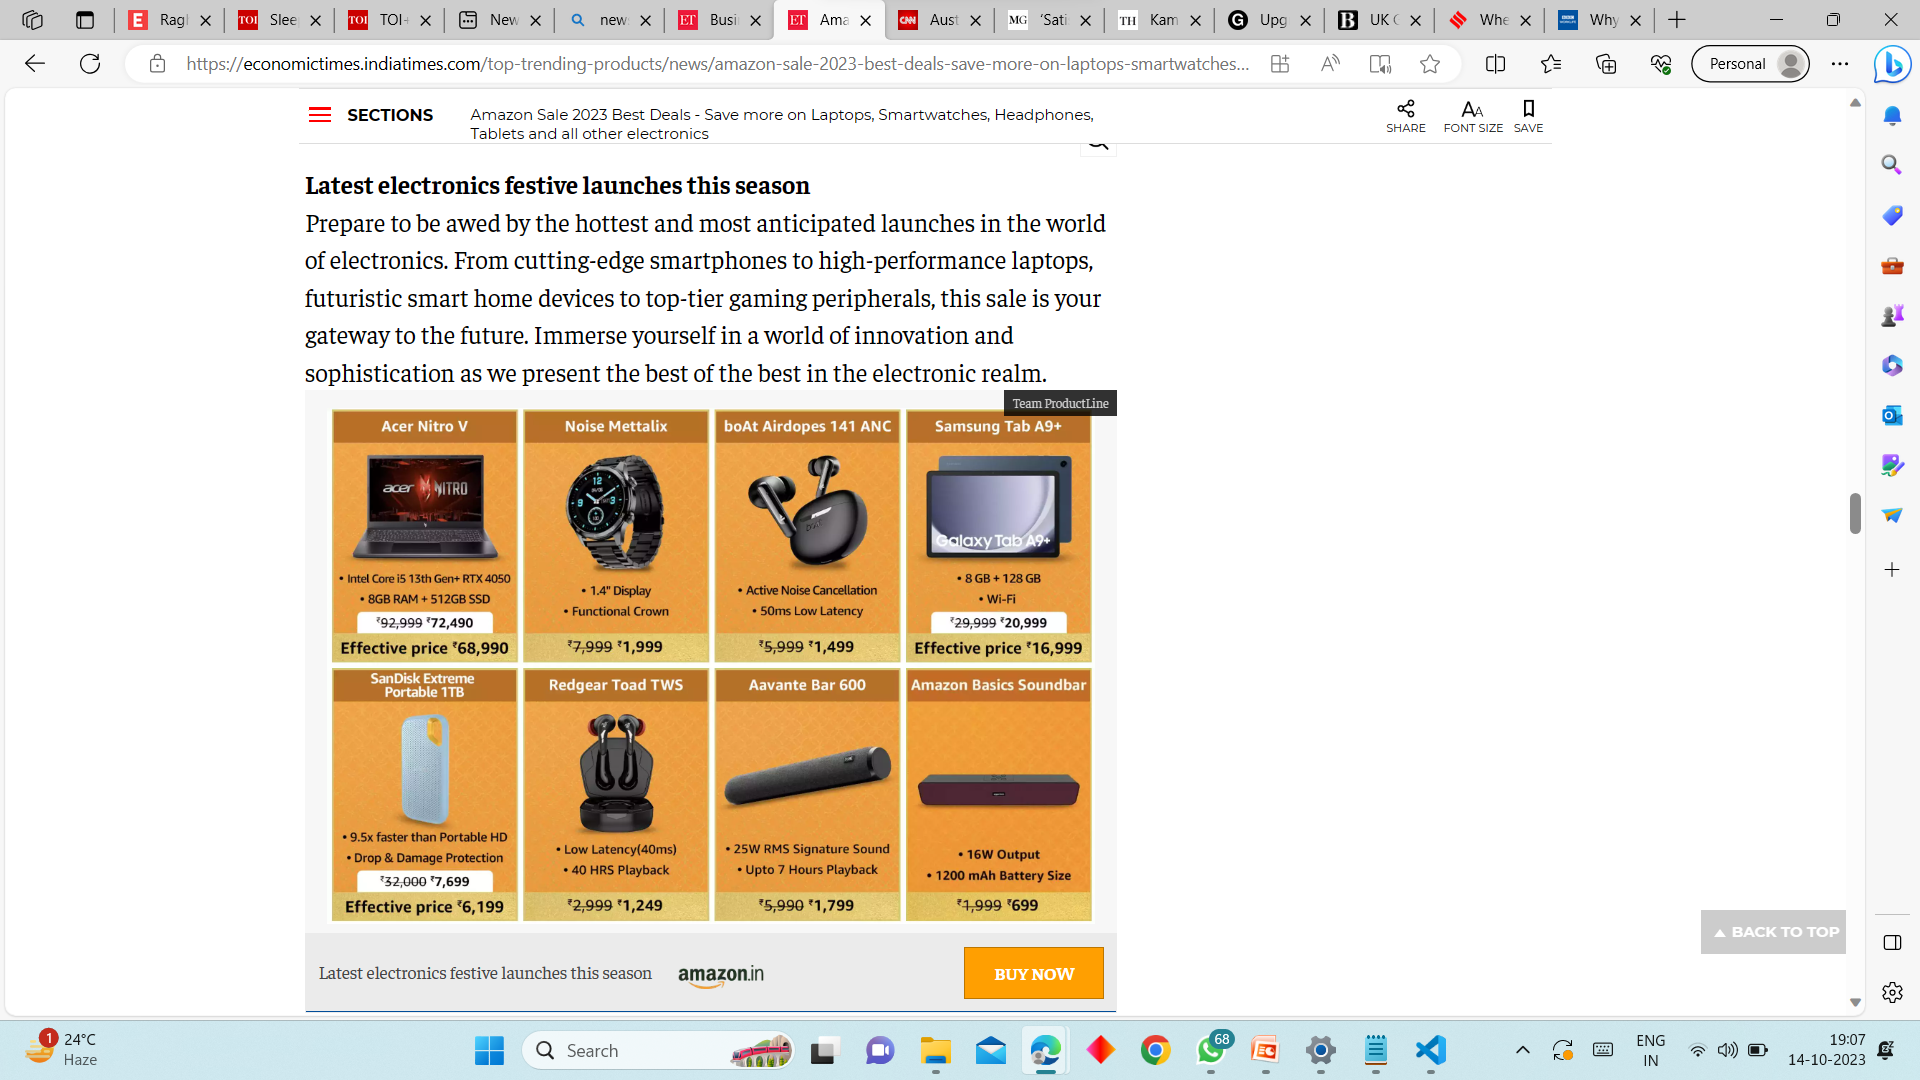 Ragl
TOI Slee
TOI TOI+
New
new
ET Busi
ET Ama
CNN Aust
MG 'Sati
TH Kam
G Upg
B UK
Whe
Why
https://economictimes.indiatimes.com/top-trending-products/news/amazon-sale-2023-best-deals-save-more-on-laptops-smartwatches...
Personal
SECTIONS
Amazon Sale 2023 Best Deals - Save more on Laptops, Smartwatches, Headphones,
Tablets and all other electronics
SHARE
FONT SIZE
SAVE
Latest electronics festive launches this season
Prepare to be awed by the hottest and most anticipated launches in the world
of electronics. From cutting-edge smartphones to high-performance laptops,
futuristic smart home devices to top-tier gaming peripherals, this sale is your
gateway to the future. Immerse yourself in a world of innovation and
sophistication as we present the best of the best in the electronic realm.
Team ProductLine
Acer Nitro V
acer NITRO
• Intel Core i5 13th Gen+ RTX 4050
• 8GB RAM + 512GB SSD
₹92,999 ₹72,490
Effective price ₹68,990
Noise Mettalix
• 1.4" Display
• Functional Crown
₹7,999 ₹1,999
boAt Airdopes 141 ANC
• Active Noise Cancellation
• 50ms Low Latency
₹5,999 ₹1,499
Samsung Tab A9+
Galaxy Tab A9+
• 8 GB + 128 GB
• Wi-Fi
₹29,999 ₹20,999
Effective price ₹16,999
SanDisk Extreme
Portable 1TB
• 9.5x faster than Portable HD
• Drop & Damage Protection
₹32,000 ₹7,699
Effective price ₹6,199
Redgear Toad TWS
• Low Latency(40ms)
• 40 HRS Playback
₹2,999 ₹1,249
Aavante Bar 600
• 25W RMS Signature Sound
• Upto 7 Hours Playback
₹5,990 ₹1,799
Amazon Basics Soundbar
• 16W Output
• 1200 mAh Battery Size
₹1,999 ₹699
Latest electronics festive launches this season
amazon.in
BUY NOW
BACK TO TOP
1
24°C
Haze
Search
68
ENG
IN
19:07
14-10-2023